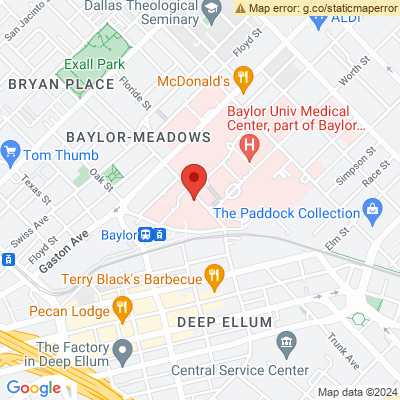 Map error: g.co/staticmaperror
Dallas Theological
Seminary
ALDI
San Jacinto
Floyd St
Exall Park
McDonald's
Worth St
BRYAN PLACE
Floride St
Baylor Univ Medical
Center, part of Baylor...
BAYLOR-MEADOWS
H
Tom Thumb
Simpson St
Oak St
Race St
Texas St
Swiss Ave
The Paddock Collection
Floyd St
Gaston Ave
Baylor
Elm St
Terry Black's Barbecue
Pecan Lodge
DEEP ELLUM
The Factory
in Deep Ellum
Trunk Ave
Central Service Center
Google
Map data ©2024